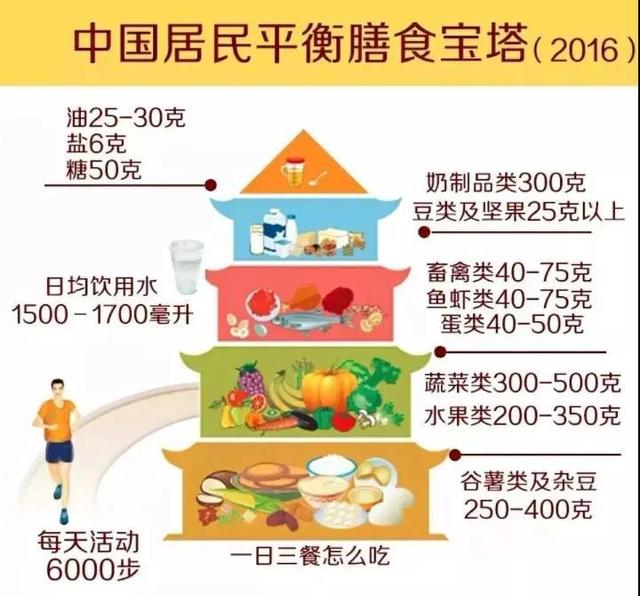 中国居民平衡膳食宝塔（2016）
油25-30克
盐6克
糖50克
奶制品类300克
豆类及坚果25克以上
日均饮用水
1500-1700毫升
畜禽类40-75克
鱼虾类40-75克
蛋类40-50克
蔬菜类300-500克
水果类200-350克
谷薯类及杂豆
250-400克
每天活动
6000步
一日三餐怎么吃